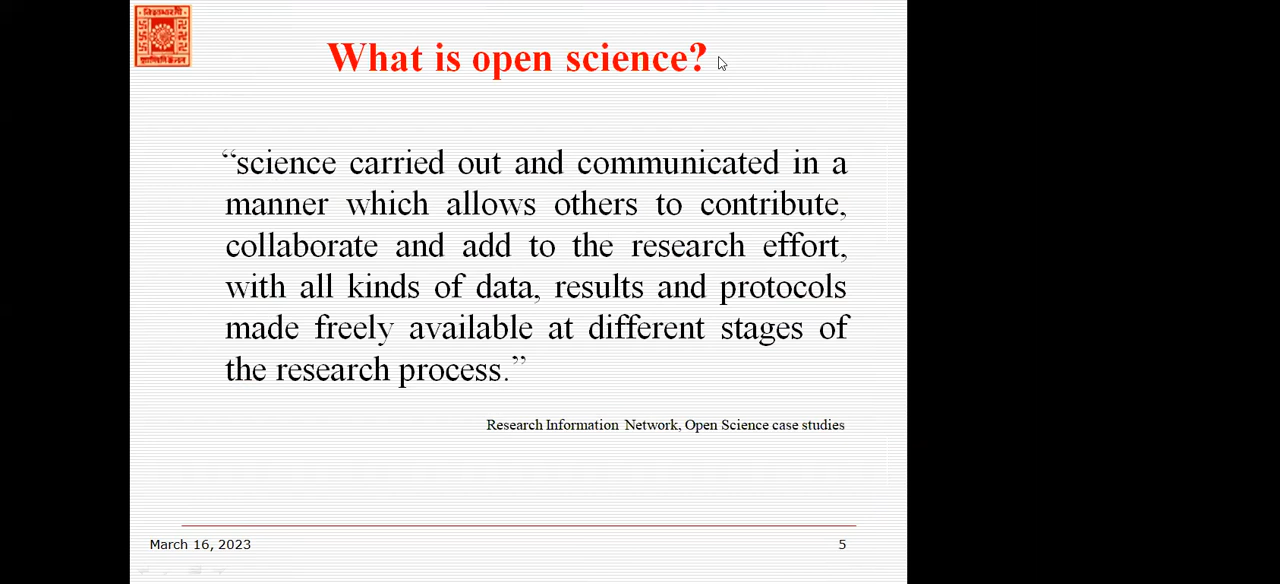 What is open science?
“science carried out and communicated in a
manner which allows others to contribute,
collaborate and add to the research effort,
with all kinds of data, results and protocols
made freely available at different stages of
the research process.”
Research Information Network, Open Science case studies
March 16, 2023
5